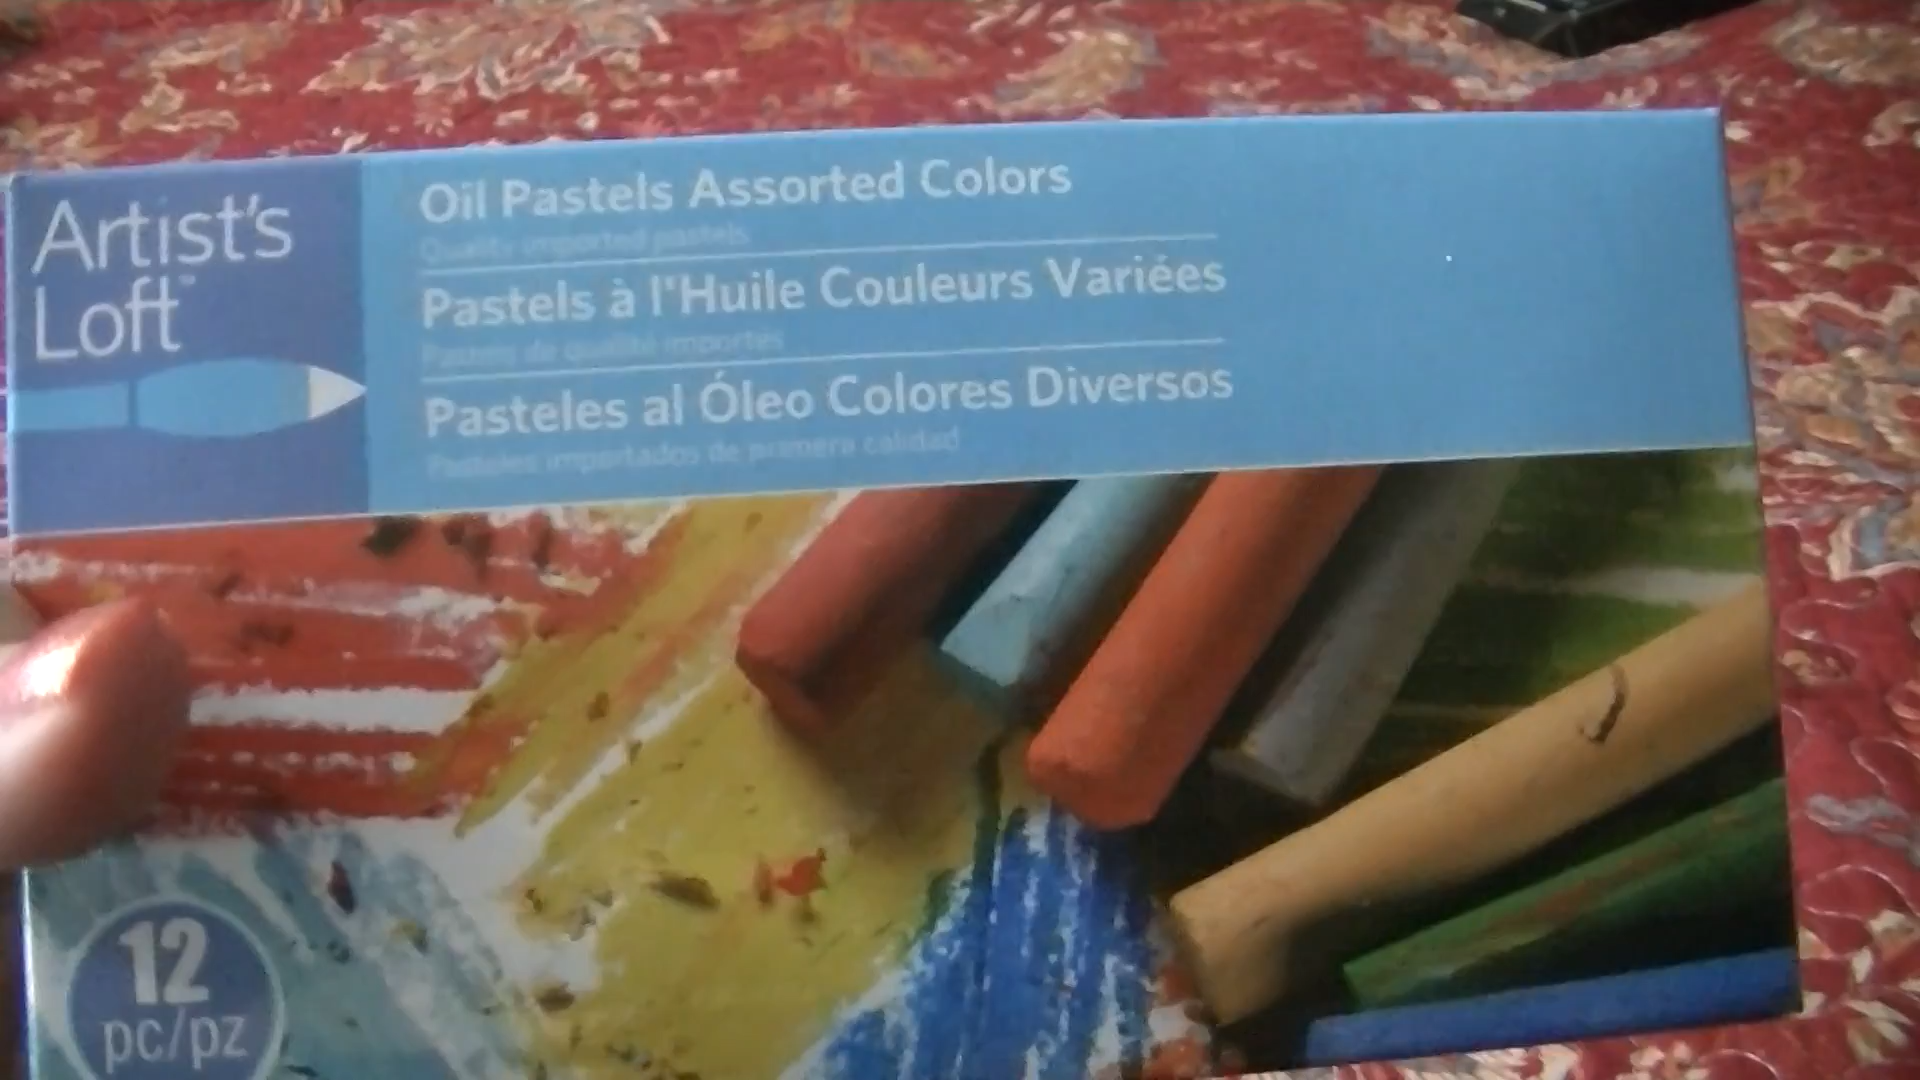 Artist's
Loft™
Oil Pastels Assorted Colors
Quality imported pastels
Pastels à l'Huile Couleurs Variées
Pastels de qualité importés
Pasteles al Óleo Colores Diversos
Pasteles importados de primera calidad
12
pc/pz